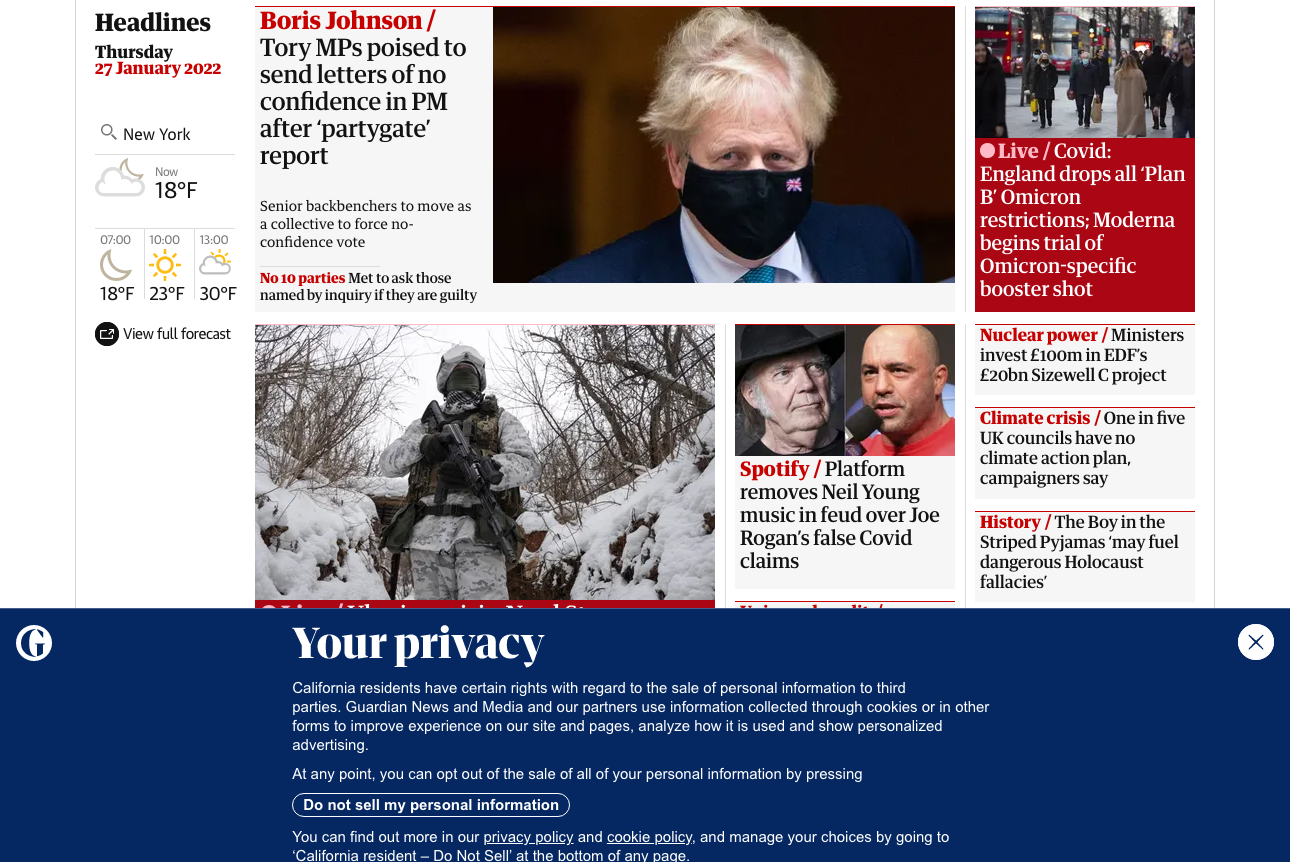 Headlines
Thursday
27 January 2022
New York
Now
18°F
07:00
18°F
10:00
23°F
13:00
30°F
View full forecast
Boris Johnson /
Tory MPs poised to
send letters of no
confidence in PM
after ‘partygate’
report
Senior backbenchers to move as
a collective to force no-
confidence vote
No 10 parties Met to ask those
named by inquiry if they are guilty
Live / Covid:
England drops all ‘Plan
B’ Omicron
restrictions; Moderna
begins trial of
Omicron-specific
booster shot
Spotify / Platform
removes Neil Young
music in feud over Joe
Rogan’s false Covid
claims
Nuclear power / Ministers
invest £100m in EDF’s
£20bn Sizewell C project
Climate crisis / One in five
UK councils have no
climate action plan,
campaigners say
History / The Boy in the
Striped Pyjamas ‘may fuel
dangerous Holocaust
fallacies’
G
Your privacy
California residents have certain rights with regard to the sale of personal information to third
parties. Guardian News and Media and our partners use information collected through cookies or in other
forms to improve experience on our site and pages, analyze how it is used and show personalized
advertising.
At any point, you can opt out of the sale of all of your personal information by pressing
Do not sell my personal information
You can find out more in our privacy policy and cookie policy, and manage your choices by going to
‘California resident – Do Not Sell’ at the bottom of any page.